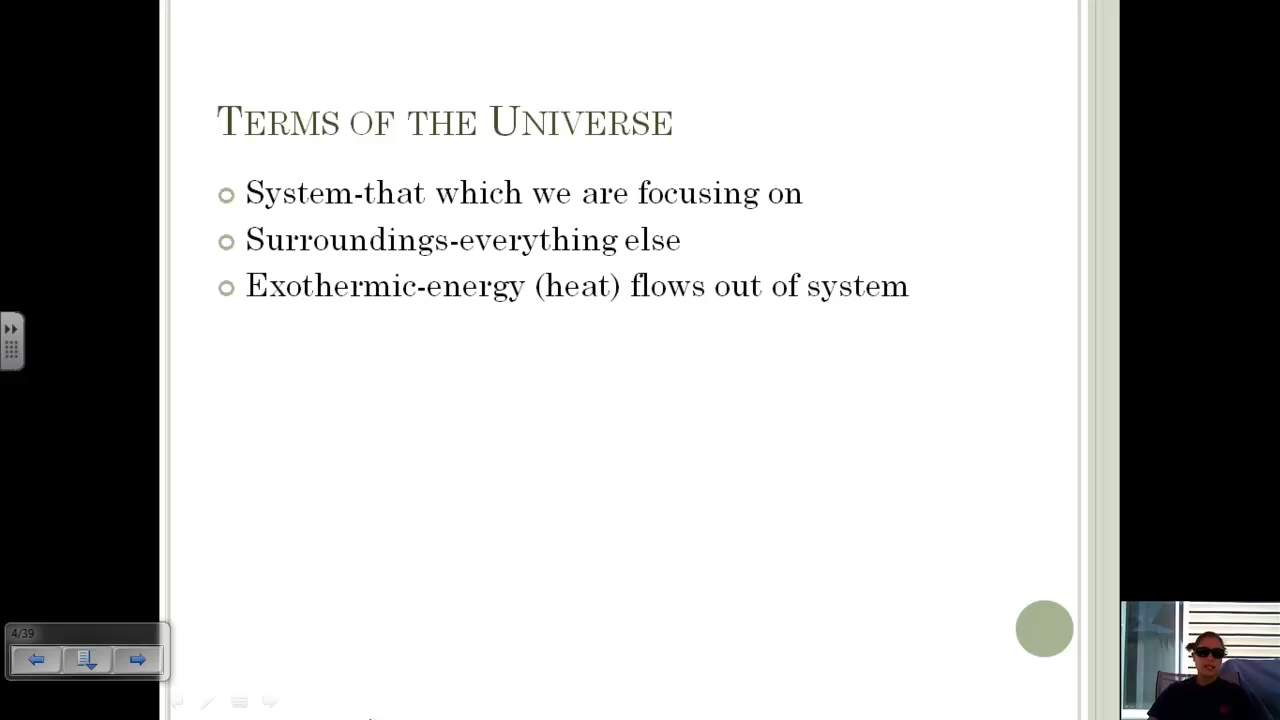 TERMS OF THE UNIVERSE
System-that which we are focusing on
Surroundings-everything else
Exothermic-energy (heat) flows out of system
4/39